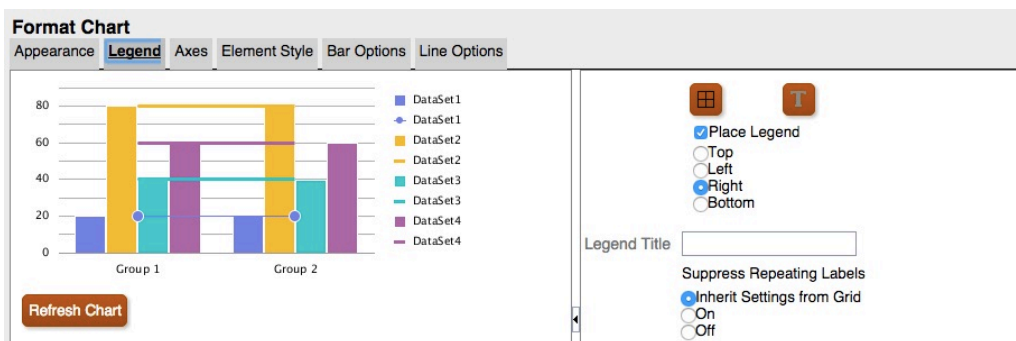 Format Chart
Appearance Legend Axes Element Style Bar Options Line Options
80
60
40
20
0
Group 1 Group 2
DataSet1
DataSet1
DataSet2
DataSet2
DataSet3
DataSet3
DataSet4
DataSet4
Refresh Chart
T
Place Legend
Top
Left
Right
Bottom
Legend Title
Suppress Repeating Labels
Inherit Settings from Grid
On
Off